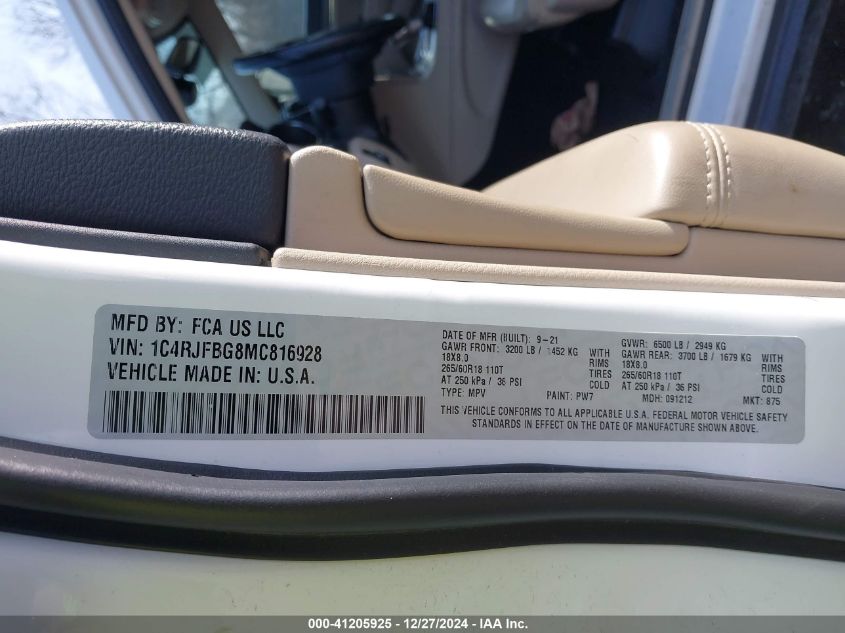 MFD BY: FCA US LLC
VIN: 1C4RJFBG8MC816928
VEHICLE MADE IN: U.S.A.
DATE OF MFR (BUILT): 9-21
GAWR FRONT: 3200 LB / 1452 KG
18X8.0 RIMS
265/60R18 110T TIRES
AT 250 kPa / 36 PSI COLD
TYPE: MPV PAINT: PW7
GVWR: 6500 LB / 2949 KG
GAWR REAR: 3700 LB / 1679 KG
18X8.0 RIMS
265/60R18 110T TIRES
AT 250 kPa / 36 PSI COLD
MDH: 091212 MKT: 875
THIS VEHICLE CONFORMS TO ALL APPLICABLE U.S.A. FEDERAL MOTOR VEHICLE SAFETY
STANDARDS IN EFFECT ON THE DATE OF MANUFACTURE SHOWN ABOVE.
000-41205925 - 12/27/2024 - IAA Inc.